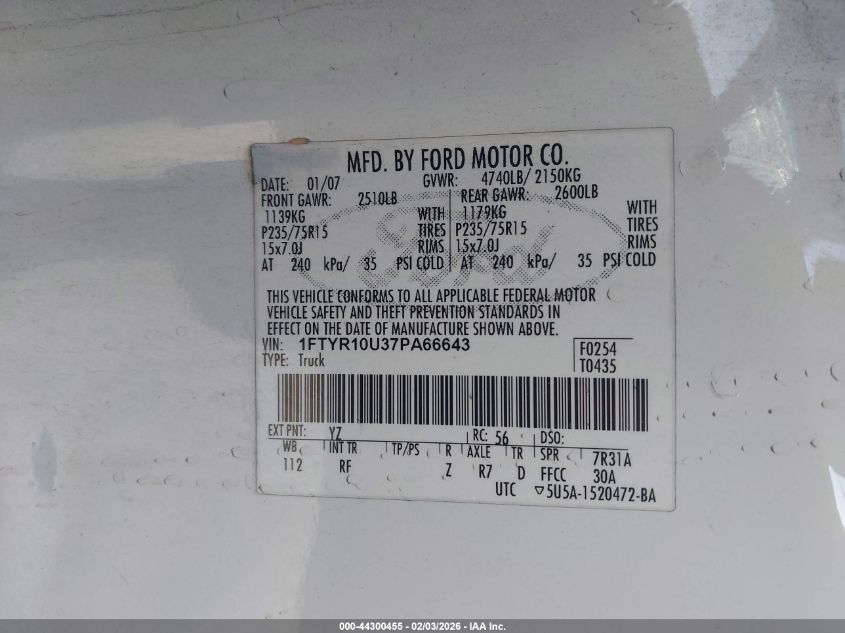 MFD. BY FORD MOTOR CO.
DATE: 01/07 GVWR: 4740LB/ 2150KG
FRONT GAWR: 2510LB REAR GAWR: 2600LB
1139KG WITH 1179KG WITH
P235/75R15 TIRES P235/75R15 TIRES
15x7.0J RIMS 15x7.0J RIMS
AT 240 kPa/ 35 PSI COLD AT 240 kPa/ 35 PSI COLD
Ford
THIS VEHICLE CONFORMS TO ALL APPLICABLE FEDERAL MOTOR
VEHICLE SAFETY AND THEFT PREVENTION STANDARDS IN
EFFECT ON THE DATE OF MANUFACTURE SHOWN ABOVE.
VIN: 1FTYR10U37PA66643 F0254
TYPE: Truck T0435
EXT PNT: YZ RC: 56 DSO:
WB INT TR TP/PS R AXLE TR SPR 7R31A
112 RF Z R7 D FFCC 30A
UTC ▽5U5A-1520472-BA
000-44300455 - 02/03/2026 - IAA Inc.